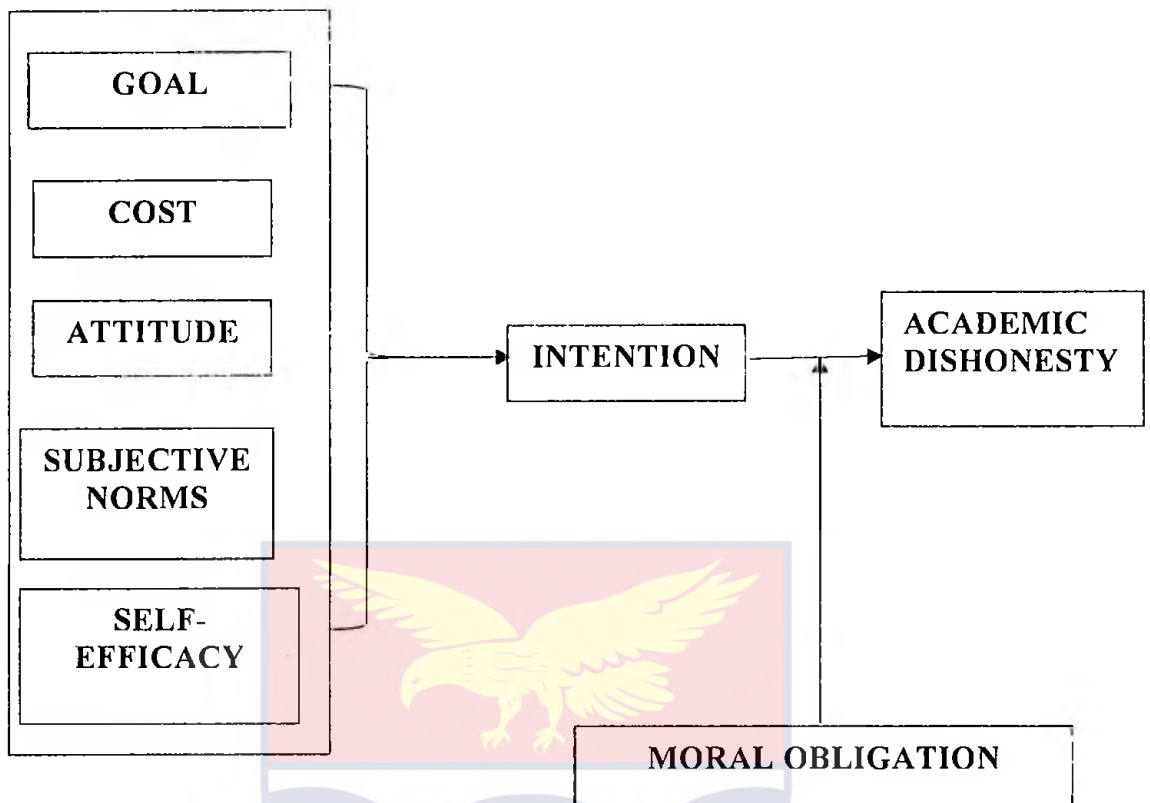 GOAL
COST
ATTITUDE
SUBJECTIVE
NORMS
SELF-
EFFICACY
INTENTION
ACADEMIC
DISHONESTY
MORAL OBLIGATION